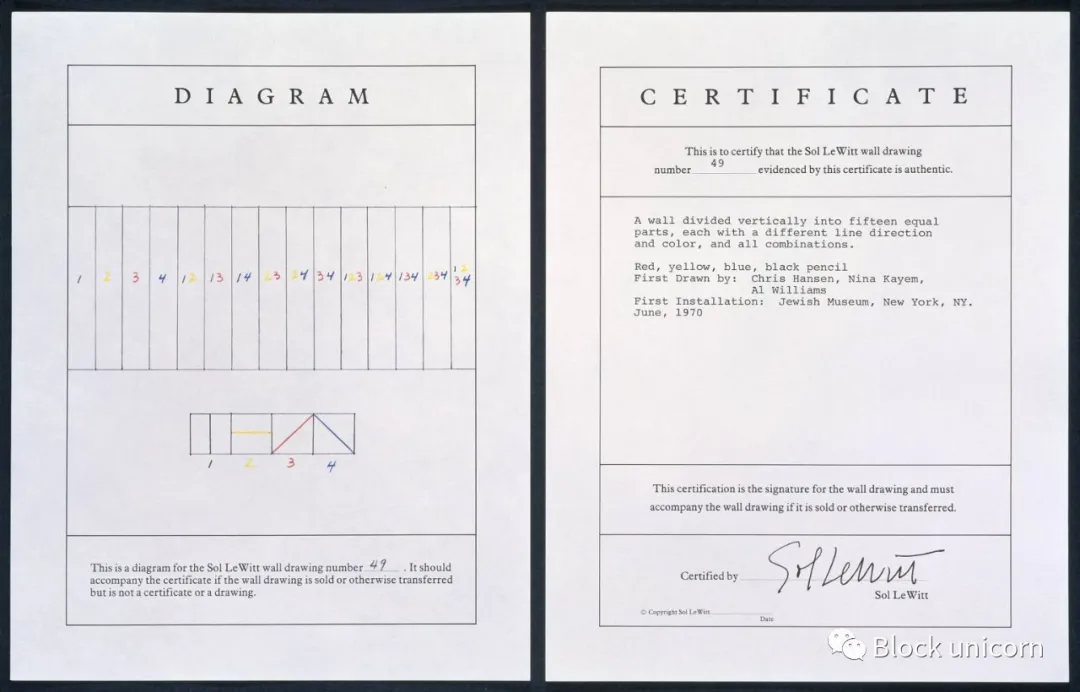 DIAGRAM
1 2 3 4 12 13 14 23 24 34 123 124 134 234 1234
1 2 3 4
This is a diagram for the Sol LeWitt wall drawing number 49. It should
accompany the certificate if the wall drawing is sold or otherwise transferred
but is not a certificate or a drawing.
CERTIFICATE
This is to certify that the Sol LeWitt wall drawing
number 49 evidenced by this certificate is authentic.
A wall divided vertically into fifteen equal
parts, each with a different line direction
and color, and all combinations.
Red, yellow, blue, black pencil
First Drawn by: Chris Hansen, Nina Kayem,
Al Williams
First Installation: Jewish Museum, New York, NY.
June, 1970
This certification is the signature for the wall drawing and must
accompany the wall drawing if it is sold or otherwise transferred.
Certified by Sol LeWitt
Sol LeWitt
© Copyright Sol LeWitt
Date
Block unicorn